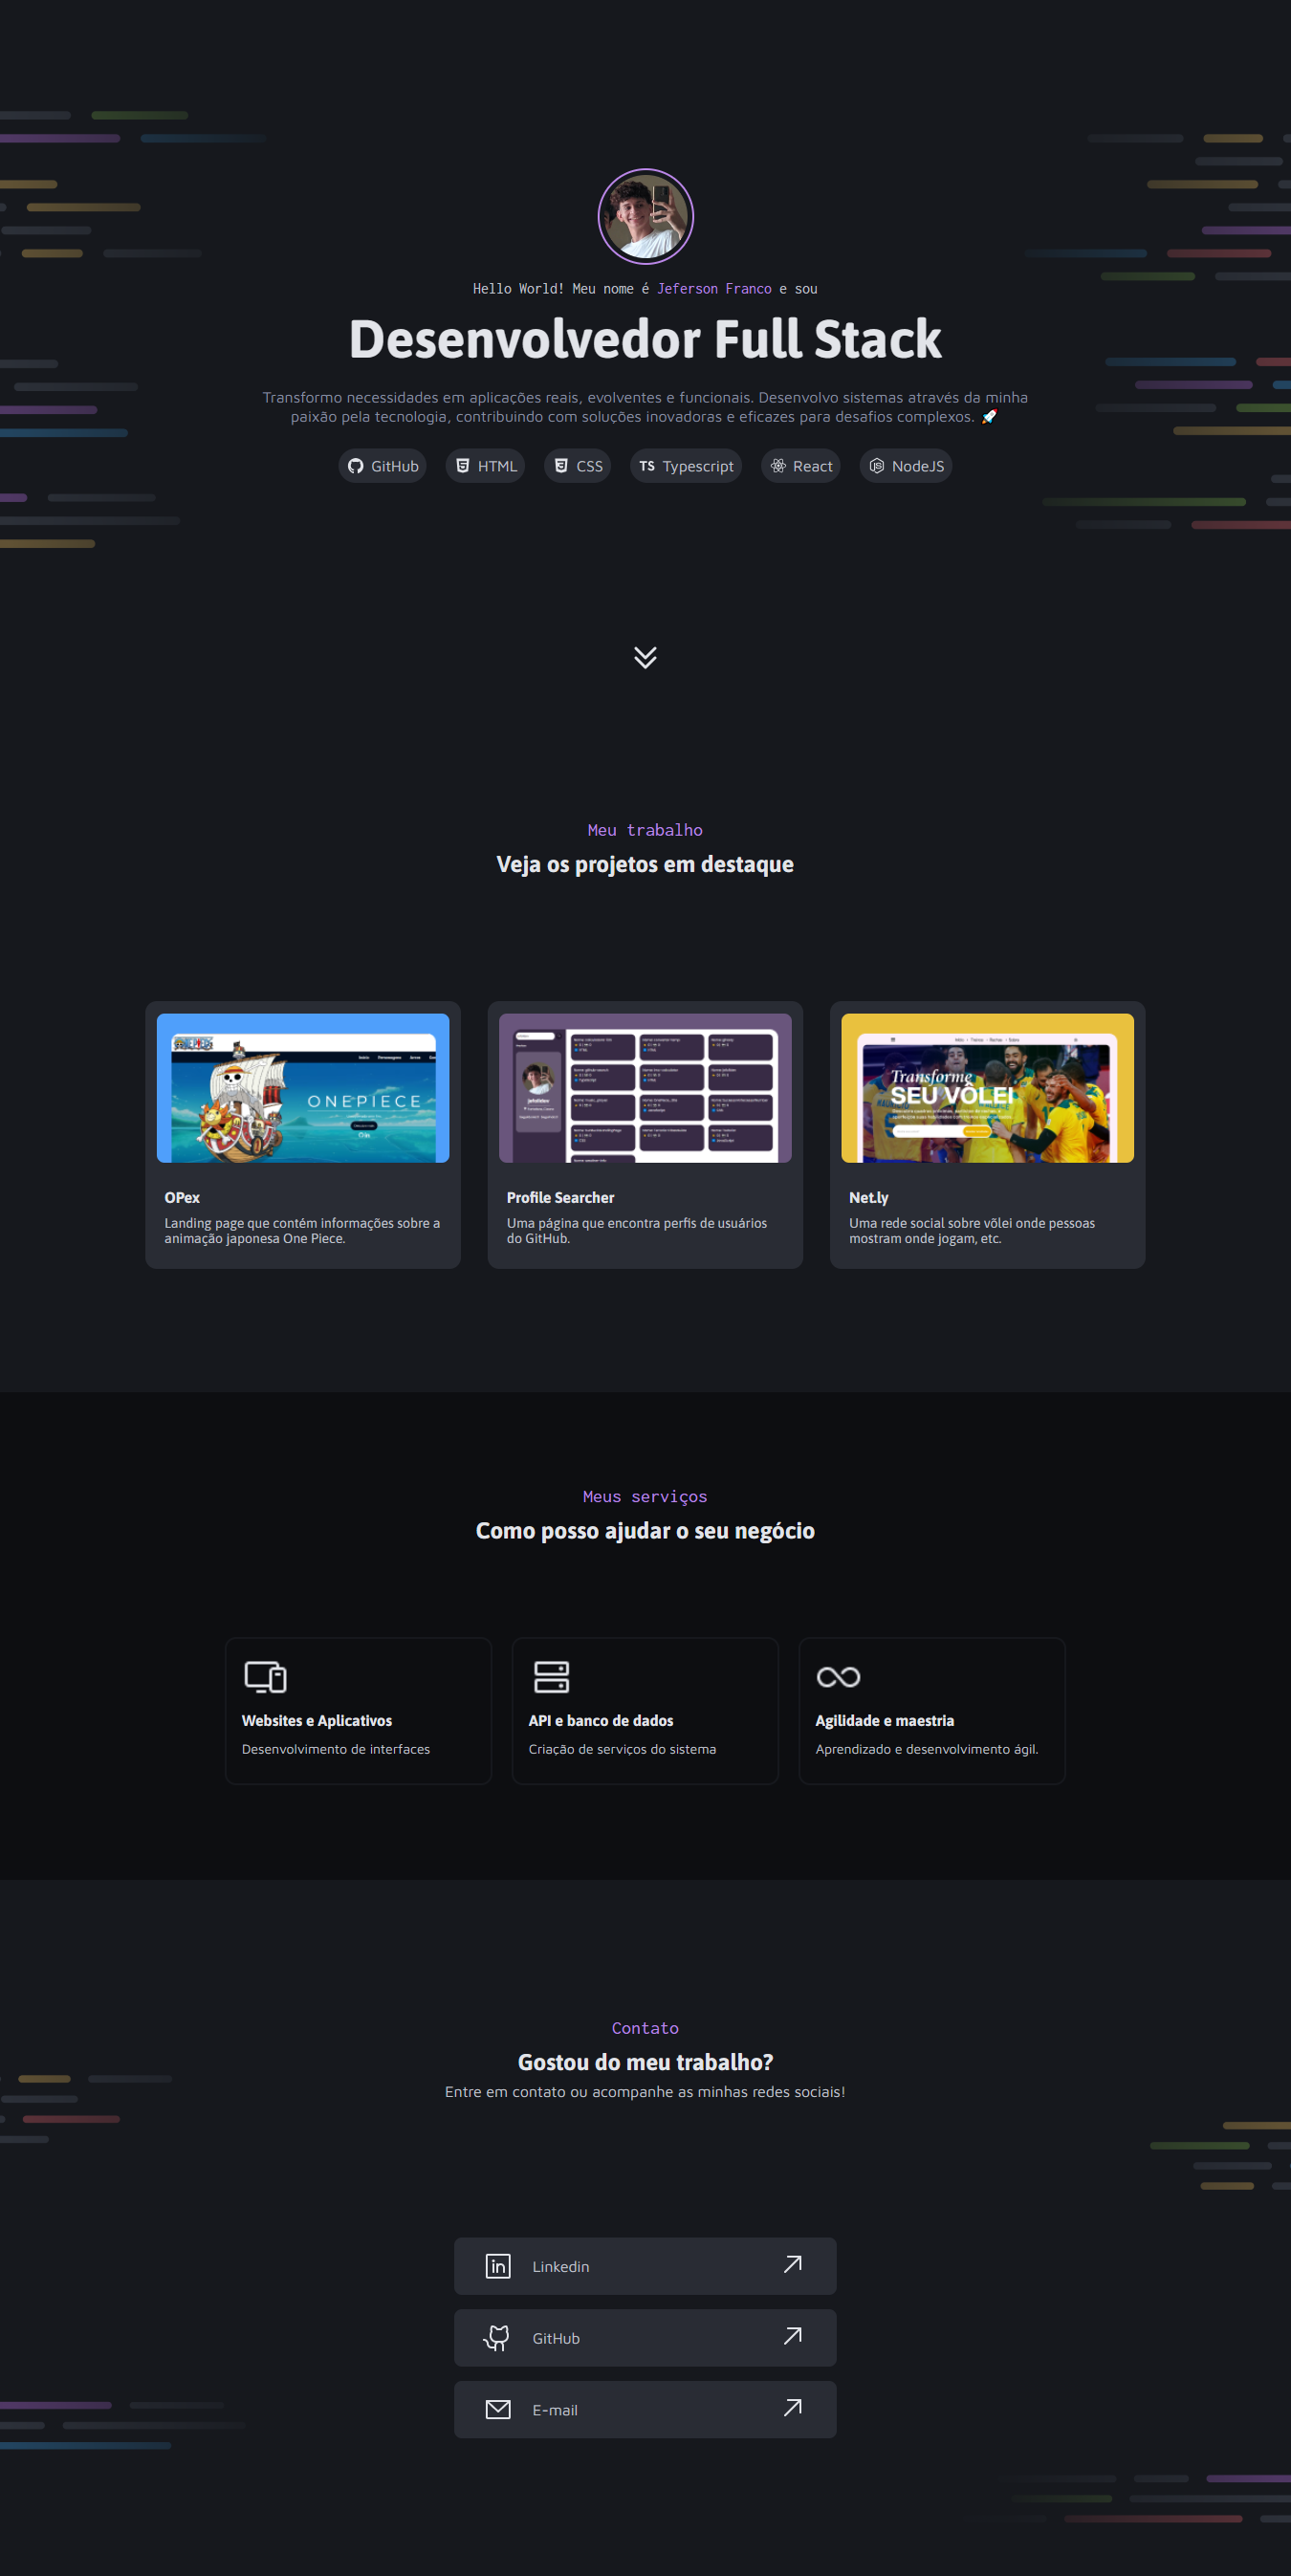 Hello World! Meu nome é Jeferson Franco e sou
Desenvolvedor Full Stack
Transformo necessidades em aplicações reais, evolventes e funcionais. Desenvolvo sistemas através da minha
paixão pela tecnologia, contribuindo com soluções inovadoras e eficazes para desafios complexos. 🚀
GitHub
HTML
CSS
TS Typescript
React
NodeJS
Meu trabalho
Veja os projetos em destaque
ONE PIECE
ONEPIECE
Transforme
SEU VÔLEI
OPex
Landing page que contém informações sobre a
animação japonesa One Piece.
Profile Searcher
Uma página que encontra perfis de usuários
do GitHub.
Net.ly
Uma rede social sobre vôlei onde pessoas
mostram onde jogam, etc.
Meus serviços
Como posso ajudar o seu negócio
Websites e Aplicativos
Desenvolvimento de interfaces
API e banco de dados
Criação de serviços do sistema
Agilidade e maestria
Aprendizado e desenvolvimento ágil.
Contato
Gostou do meu trabalho?
Entre em contato ou acompanhe as minhas redes sociais!
in Linkedin
GitHub
E-mail